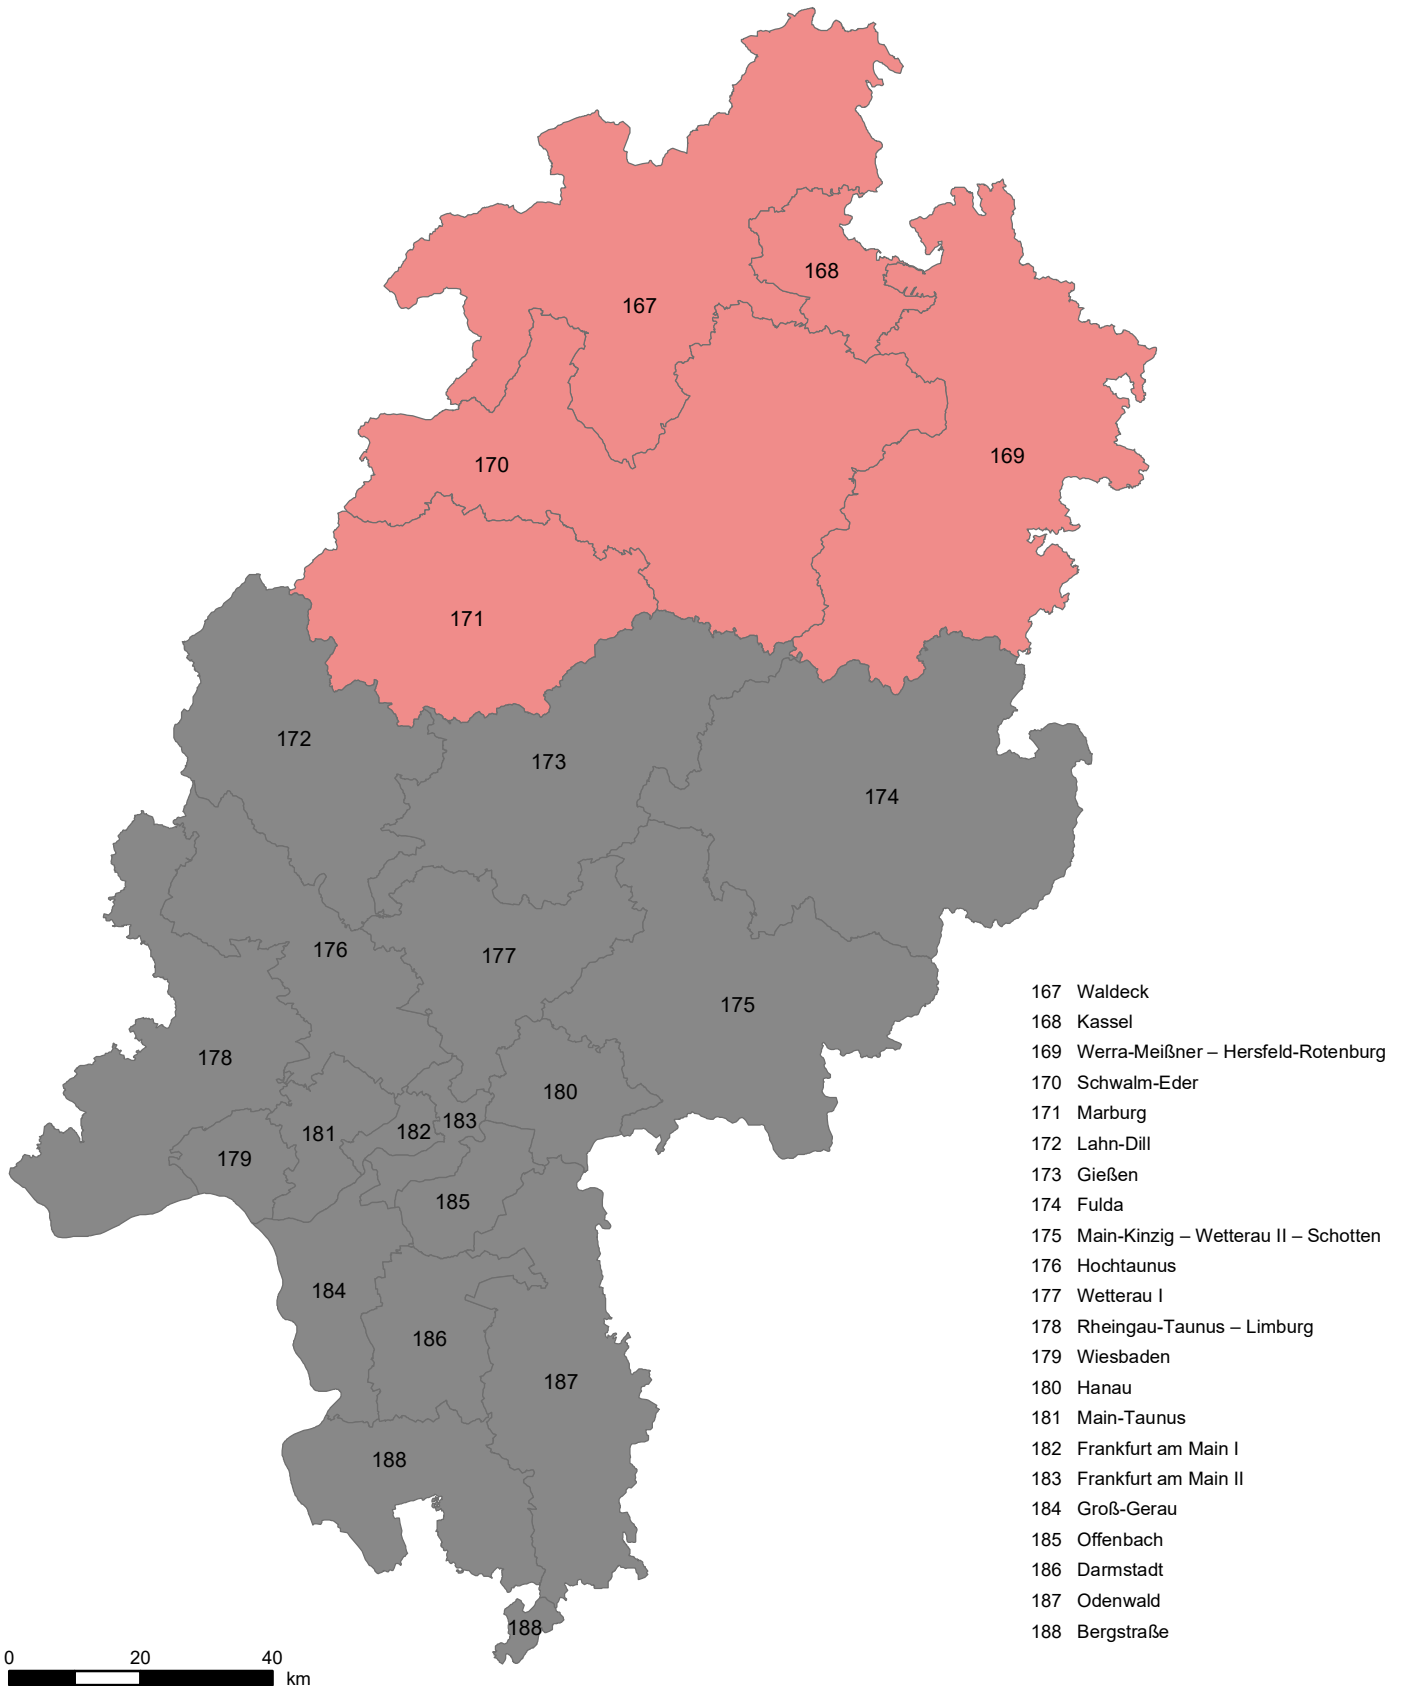 168
167
169
170
171
172
173
174
176
177
175
178
180
183
182
181
179
185
184
186
187
188
188
167 Waldeck
168 Kassel
169 Werra-Meißner – Hersfeld-Rotenburg
170 Schwalm-Eder
171 Marburg
172 Lahn-Dill
173 Gießen
174 Fulda
175 Main-Kinzig – Wetterau II – Schotten
176 Hochtaunus
177 Wetterau I
178 Rheingau-Taunus – Limburg
179 Wiesbaden
180 Hanau
181 Main-Taunus
182 Frankfurt am Main I
183 Frankfurt am Main II
184 Groß-Gerau
185 Offenbach
186 Darmstadt
187 Odenwald
188 Bergstraße
0 20 40
km